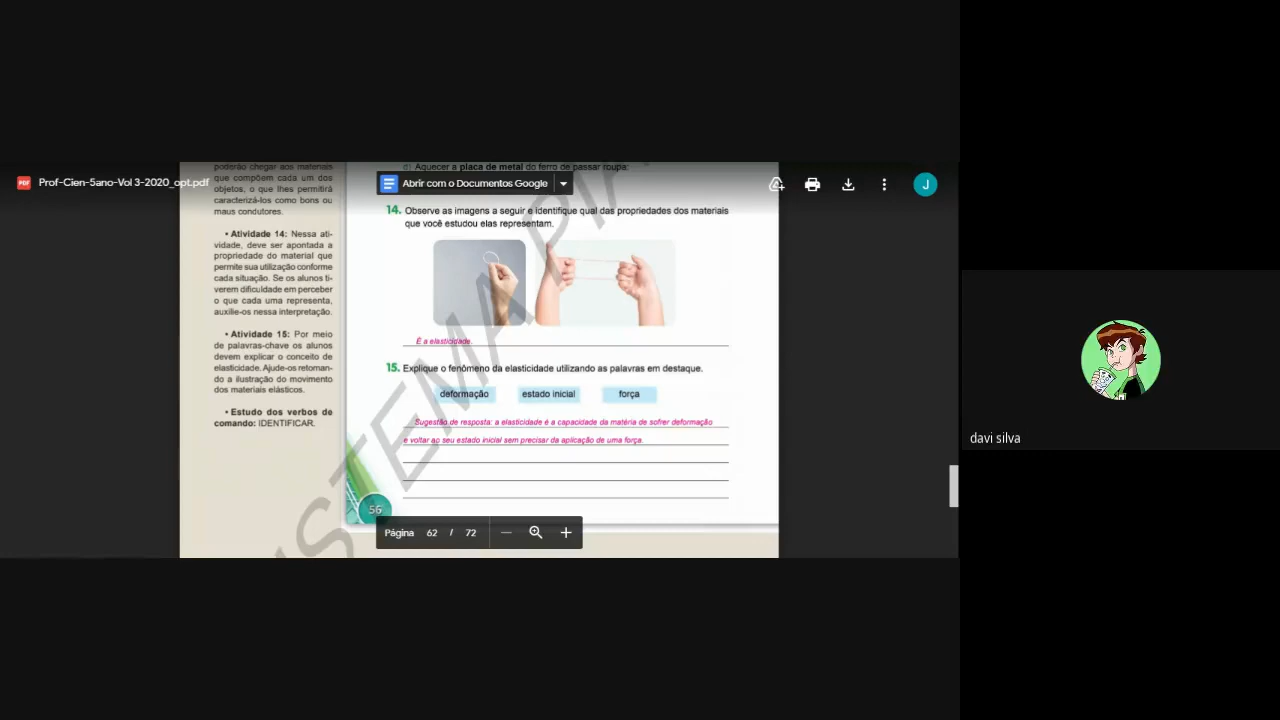 poderão chegar aos materiais
que compõem cada um dos
objetos, o que lhes permitirá
caracterizá-los como bons ou
maus condutores.
• Atividade 14: Nessa ati-
vidade, deve ser apontada a
propriedade do material que
permite sua utilização conforme
cada situação. Se os alunos ti-
verem dificuldade em perceber
o que cada uma representa,
auxilie-os nessa interpretação.
• Atividade 15: Por meio
de palavras-chave os alunos
devem explicar o conceito de
elasticidade. Ajude-os retoman-
do a ilustração do movimento
dos materiais elásticos.
• Estudo dos verbos de
comando: IDENTIFICAR.
PDF
Prof-Cien-5ano-Vol 3-2020_opt.pdf
Abrir com o Documentos Google
J
d) Aquecer a placa de metal do ferro de passar roupa:
14. Observe as imagens a seguir e identifique qual das propriedades dos materiais
que você estudou elas representam.
É a elasticidade.
15. Explique o fenômeno da elasticidade utilizando as palavras em destaque.
deformação estado inicial força
Sugestão de resposta: a elasticidade é a capacidade da matéria de sofrer deformação
e voltar ao seu estado inicial sem precisar da aplicação de uma força.
56
Página 62 / 72
davi silva